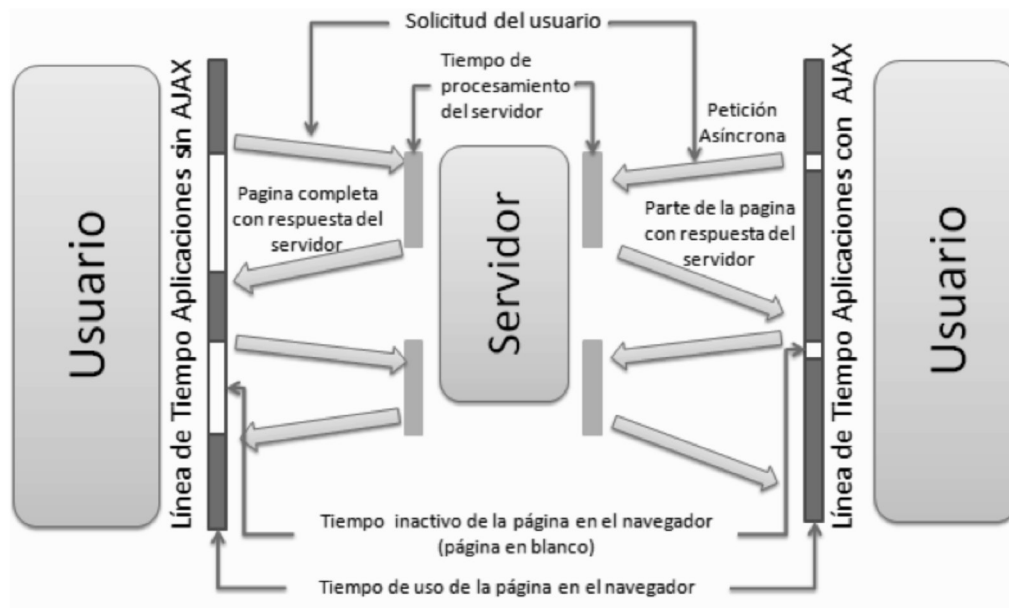 Solicitud del usuario
Tiempo de
procesamiento
del servidor
Petición
Asíncrona
Usuario
Línea de Tiempo Aplicaciones sin AJAX
Pagina completa
con respuesta del
servidor
Servidor
Parte de la pagina
con respuesta del
servidor
Línea de Tiempo Aplicaciones con AJAX
Usuario
Tiempo inactivo de la página en el navegador
(página en blanco)
Tiempo de uso de la página en el navegador